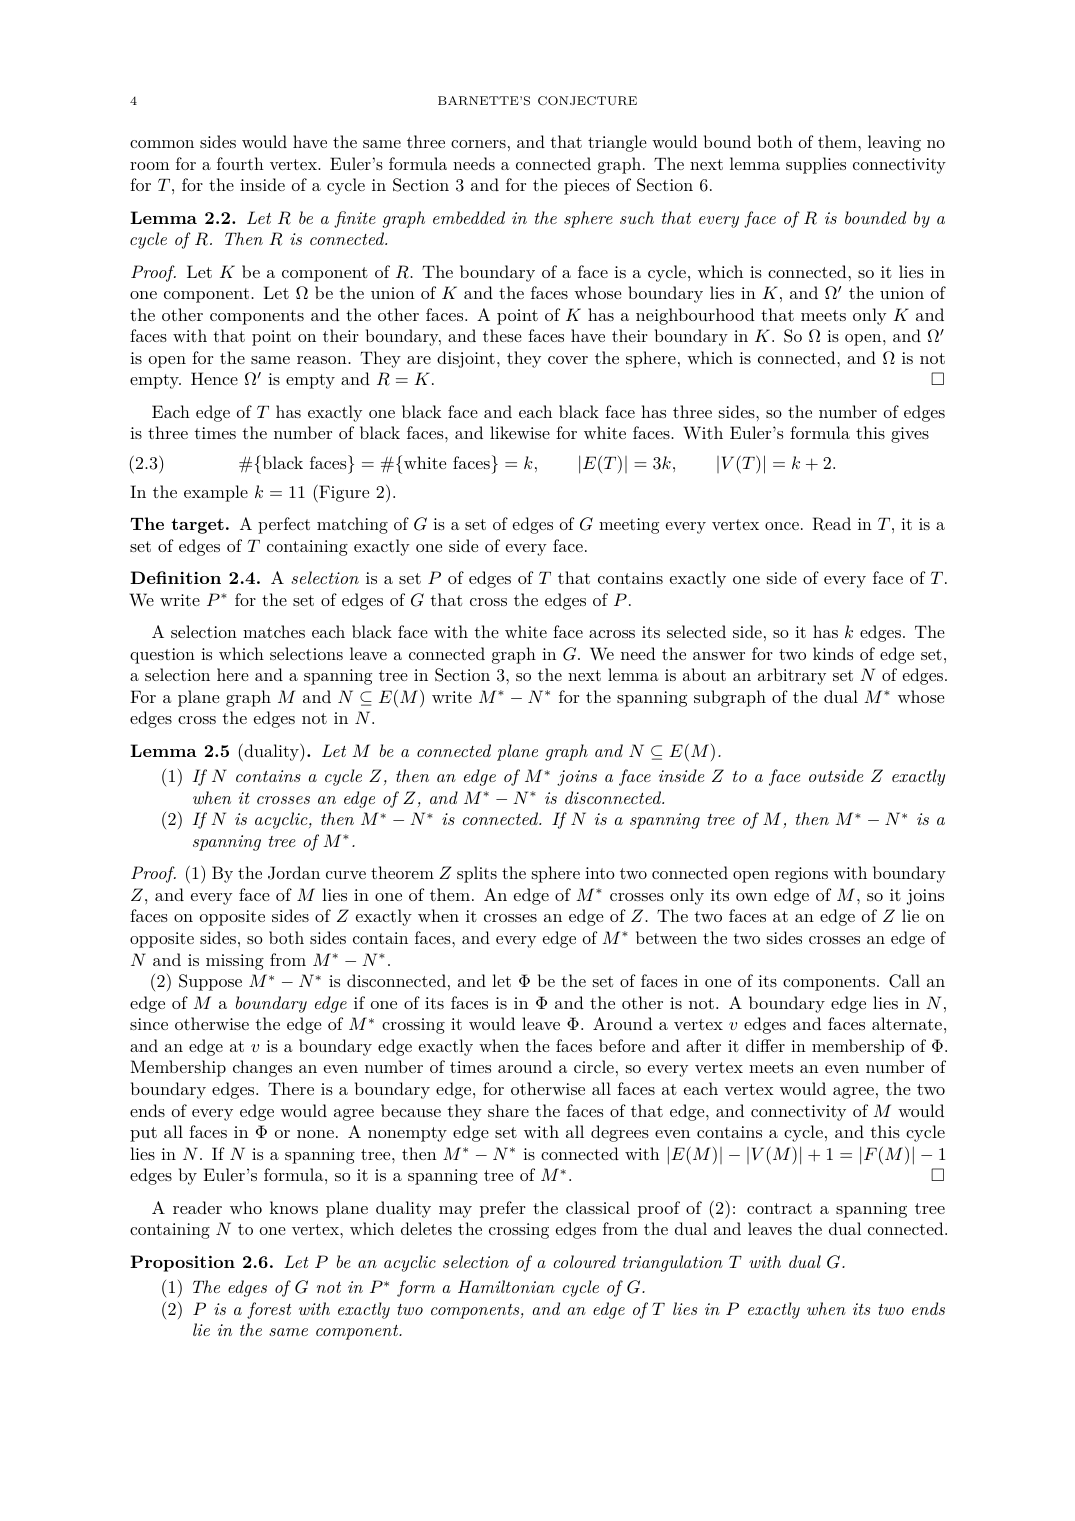 4 BARNETTE'S CONJECTURE
common sides would have the same three corners, and that triangle would bound both of them, leaving no
room for a fourth vertex. Euler's formula needs a connected graph. The next lemma supplies connectivity
for T, for the inside of a cycle in Section 3 and for the pieces of Section 6.
Lemma 2.2. Let R be a finite graph embedded in the sphere such that every face of R is bounded by a
cycle of R. Then R is connected.
Proof. Let K be a component of R. The boundary of a face is a cycle, which is connected, so it lies in
one component. Let Ω be the union of K and the faces whose boundary lies in K, and Ω′ the union of
the other components and the other faces. A point of K has a neighbourhood that meets only K and
faces with that point on their boundary, and these faces have their boundary in K. So Ω is open, and Ω′
is open for the same reason. They are disjoint, they cover the sphere, which is connected, and Ω is not
empty. Hence Ω′ is empty and R = K. □
Each edge of T has exactly one black face and each black face has three sides, so the number of edges
is three times the number of black faces, and likewise for white faces. With Euler's formula this gives
(2.3) #{black faces} = #{white faces} = k, |E(T)| = 3k, |V(T)| = k + 2.
In the example k = 11 (Figure 2).
The target. A perfect matching of G is a set of edges of G meeting every vertex once. Read in T, it is a
set of edges of T containing exactly one side of every face.
Definition 2.4. A selection is a set P of edges of T that contains exactly one side of every face of T.
We write P* for the set of edges of G that cross the edges of P.
A selection matches each black face with the white face across its selected side, so it has k edges. The
question is which selections leave a connected graph in G. We need the answer for two kinds of edge set,
a selection here and a spanning tree in Section 3, so the next lemma is about an arbitrary set N of edges.
For a plane graph M and N ⊆ E(M) write M* − N* for the spanning subgraph of the dual M* whose
edges cross the edges not in N.
Lemma 2.5 (duality). Let M be a connected plane graph and N ⊆ E(M).
(1) If N contains a cycle Z, then an edge of M* joins a face inside Z to a face outside Z exactly
when it crosses an edge of Z, and M* − N* is disconnected.
(2) If N is acyclic, then M* − N* is connected. If N is a spanning tree of M, then M* − N* is a
spanning tree of M*.
Proof. (1) By the Jordan curve theorem Z splits the sphere into two connected open regions with boundary
Z, and every face of M lies in one of them. An edge of M* crosses only its own edge of M, so it joins
faces on opposite sides of Z exactly when it crosses an edge of Z. The two faces at an edge of Z lie on
opposite sides, so both sides contain faces, and every edge of M* between the two sides crosses an edge of
N and is missing from M* − N*.
(2) Suppose M* − N* is disconnected, and let Φ be the set of faces in one of its components. Call an
edge of M a boundary edge if one of its faces is in Φ and the other is not. A boundary edge lies in N,
since otherwise the edge of M* crossing it would leave Φ. Around a vertex v edges and faces alternate,
and an edge at v is a boundary edge exactly when the faces before and after it differ in membership of Φ.
Membership changes an even number of times around a circle, so every vertex meets an even number of
boundary edges. There is a boundary edge, for otherwise all faces at each vertex would agree, the two
ends of every edge would agree because they share the faces of that edge, and connectivity of M would
put all faces in Φ or none. A nonempty edge set with all degrees even contains a cycle, and this cycle
lies in N. If N is a spanning tree, then M* − N* is connected with |E(M)| − |V(M)| + 1 = |F(M)| − 1
edges by Euler's formula, so it is a spanning tree of M*. □
A reader who knows plane duality may prefer the classical proof of (2): contract a spanning tree
containing N to one vertex, which deletes the crossing edges from the dual and leaves the dual connected.
Proposition 2.6. Let P be an acyclic selection of a coloured triangulation T with dual G.
(1) The edges of G not in P* form a Hamiltonian cycle of G.
(2) P is a forest with exactly two components, and an edge of T lies in P exactly when its two ends
lie in the same component.